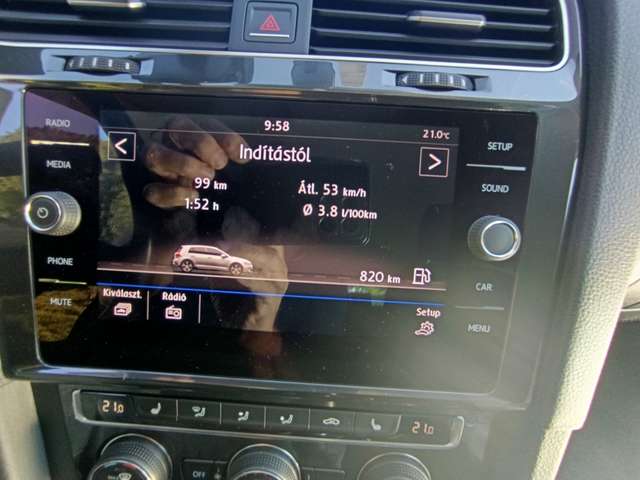 9:58
21.0°C
Indítástól
99 km
Átl. 53 km/h
1:52 h
Ø 3.8 l/100km
820 km
Kiválaszt.
Rádió
Setup
RADIO
MEDIA
PHONE
MUTE
SETUP
SOUND
CAR
MENU
21.0
21.0
OFF